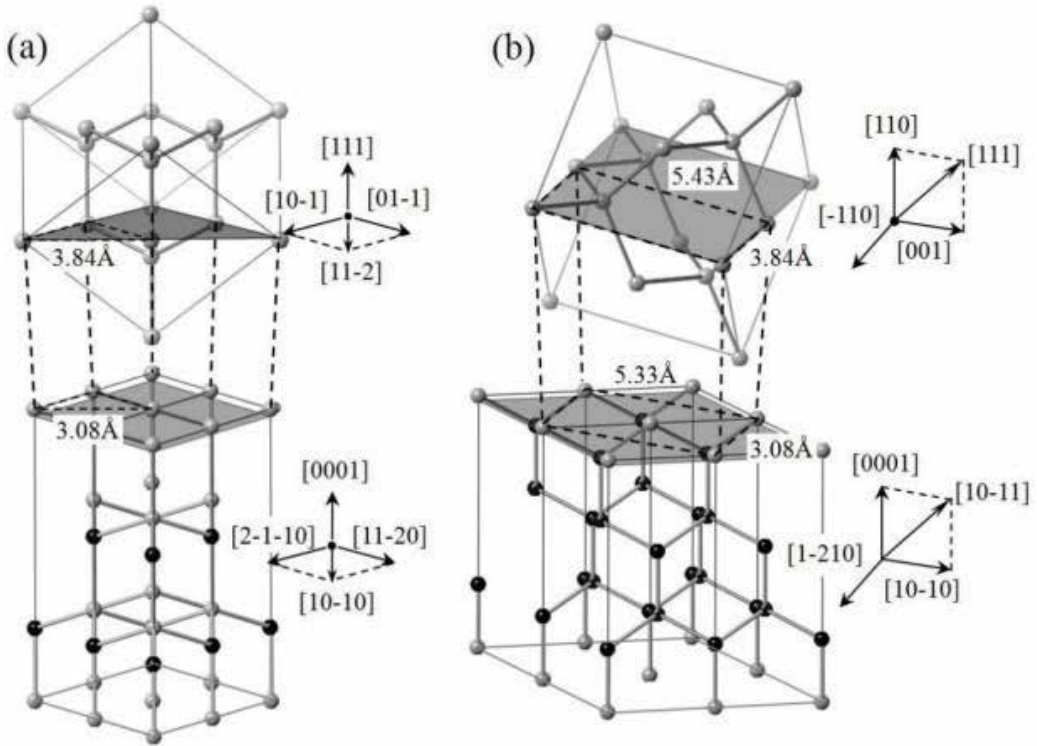 (a)
[111]
[10-1]
[01-1]
3.84Å
[11-2]
3.08Å
[0001]
[2-1-10]
[11-20]
[10-10]
(b)
[110]
[111]
5.43Å
[-110]
3.84Å
[001]
5.33Å
3.08Å
[0001]
[10-11]
[1-210]
[10-10]